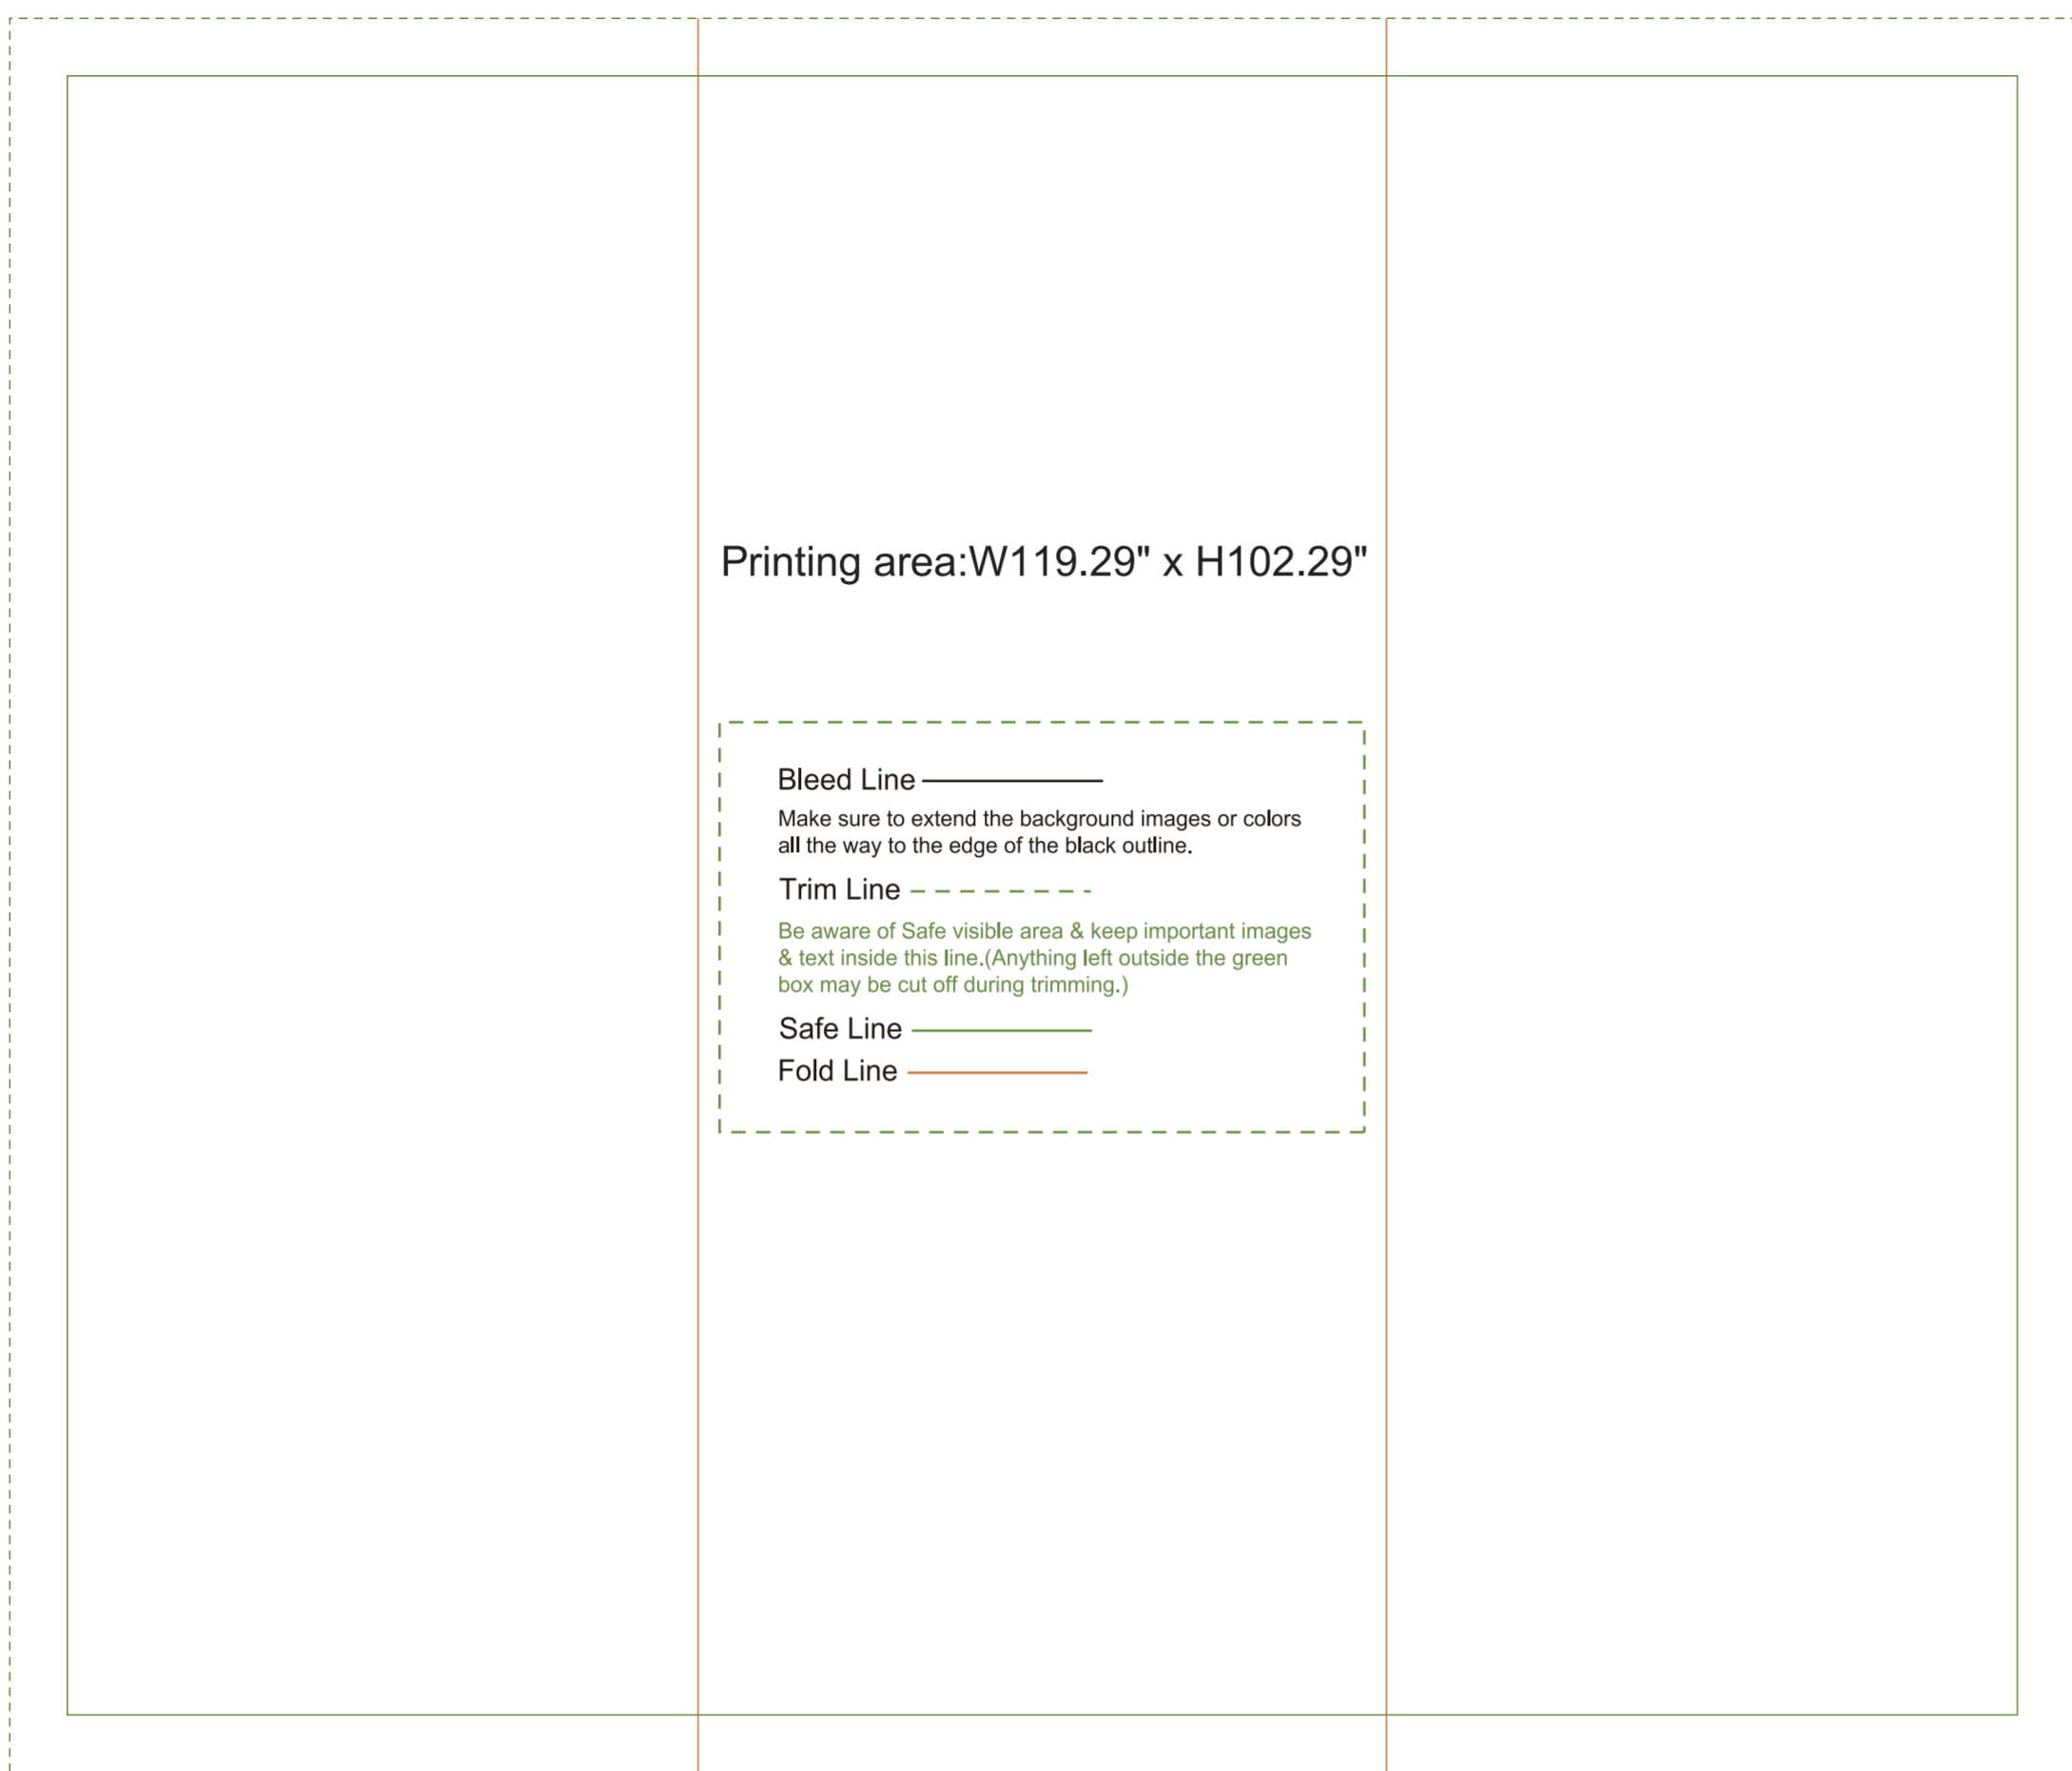 Printing area:W119.29" x H102.29"
Bleed Line
Make sure to extend the background images or colors
all the way to the edge of the black outline.
Trim Line
Be aware of Safe visible area & keep important images
& text inside this line.(Anything left outside the green
box may be cut off during trimming.)
Safe Line
Fold Line